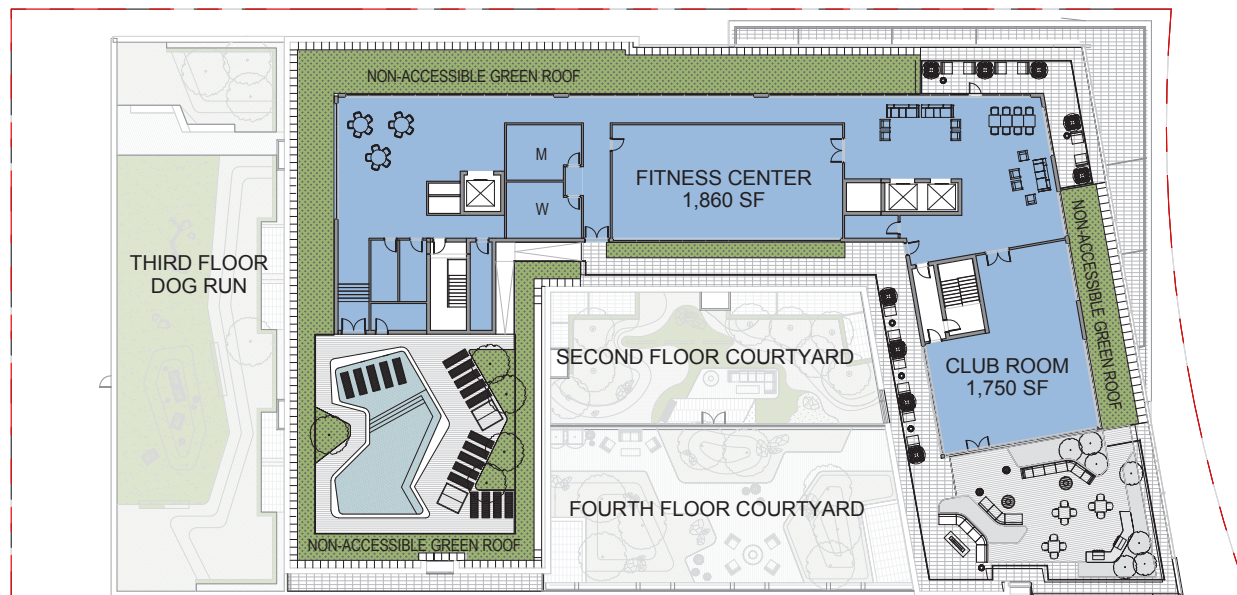 NON-ACCESSIBLE GREEN ROOF
M
W
FITNESS CENTER
1,860 SF
THIRD FLOOR
DOG RUN
NON-ACCESSIBLE GREEN ROOF
SECOND FLOOR COURTYARD
CLUB ROOM
1,750 SF
FOURTH FLOOR COURTYARD
NON-ACCESSIBLE GREEN ROOF